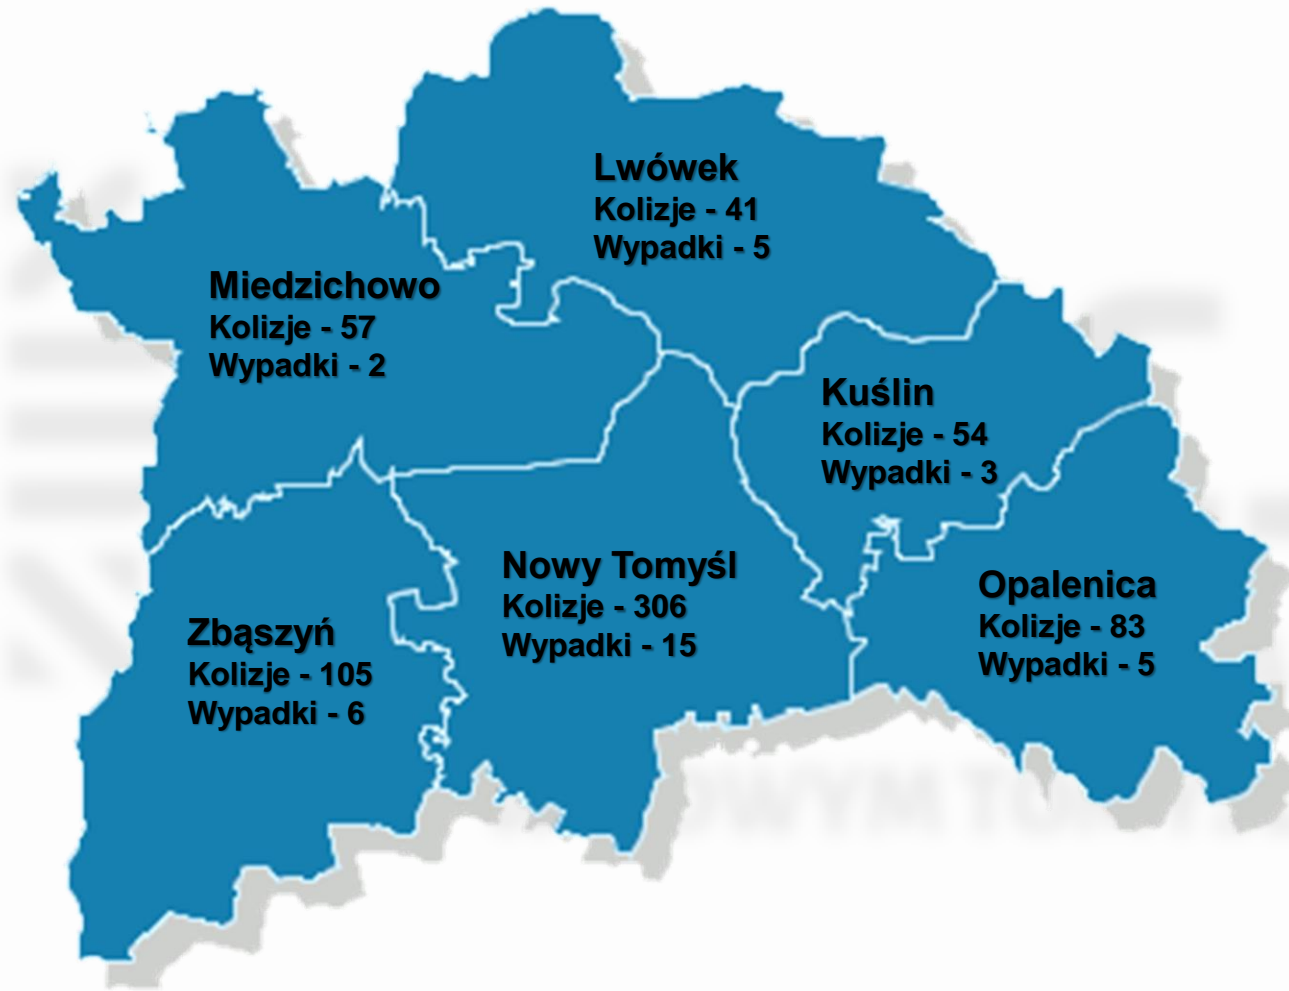 Lwówek
Kolizje - 41
Wypadki - 5
Miedzichowo
Kolizje - 57
Wypadki - 2
Kuślin
Kolizje - 54
Wypadki - 3
Nowy Tomyśl
Kolizje - 306
Wypadki - 15
Opalenica
Kolizje - 83
Wypadki - 5
Zbąszyń
Kolizje - 105
Wypadki - 6